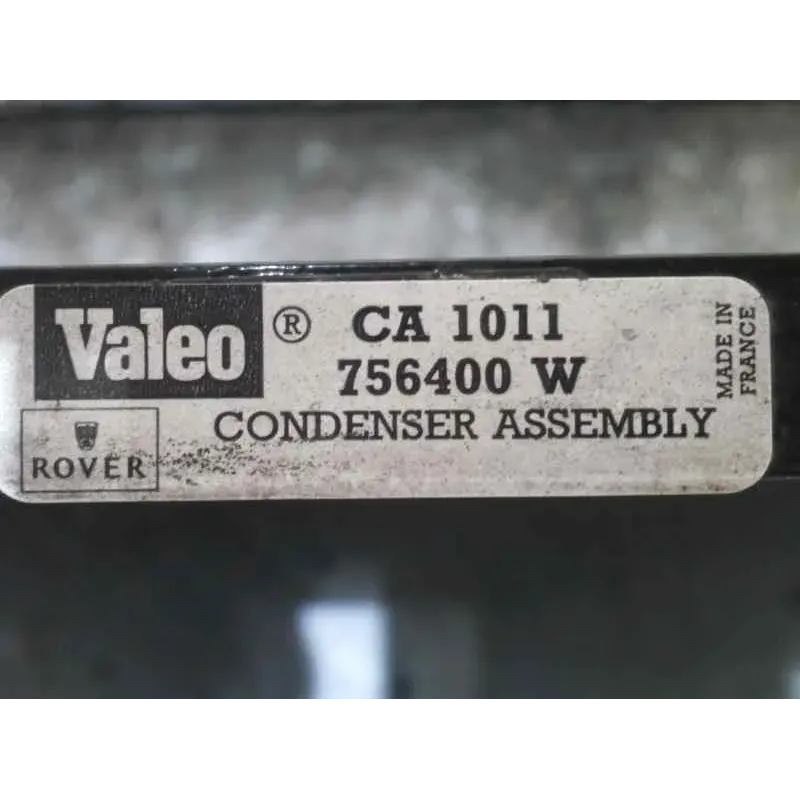 Valeo ® CA 1011
756400 W
CONDENSER ASSEMBLY
ROVER
MADE IN
FRANCE